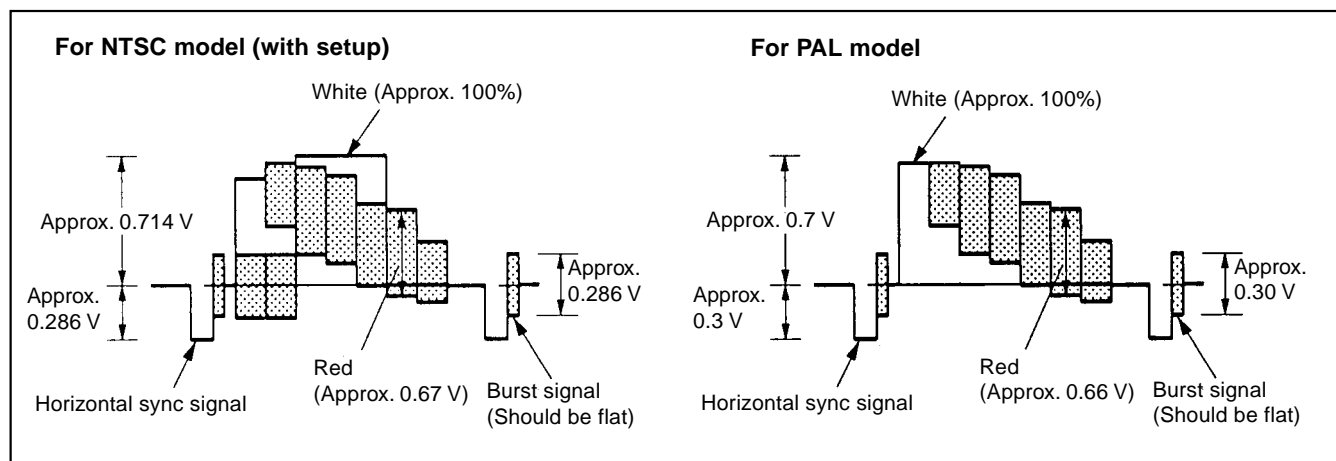 For NTSC model (with setup)
White (Approx. 100%)
Approx. 0.714 V
Approx.
0.286 V
Approx.
0.286 V
Red
(Approx. 0.67 V)
Horizontal sync signal
Burst signal
(Should be flat)
For PAL model
White (Approx. 100%)
Approx. 0.7 V
Approx.
0.3 V
Approx.
0.30 V
Red
(Approx. 0.66 V)
Horizontal sync signal
Burst signal
(Should be flat)